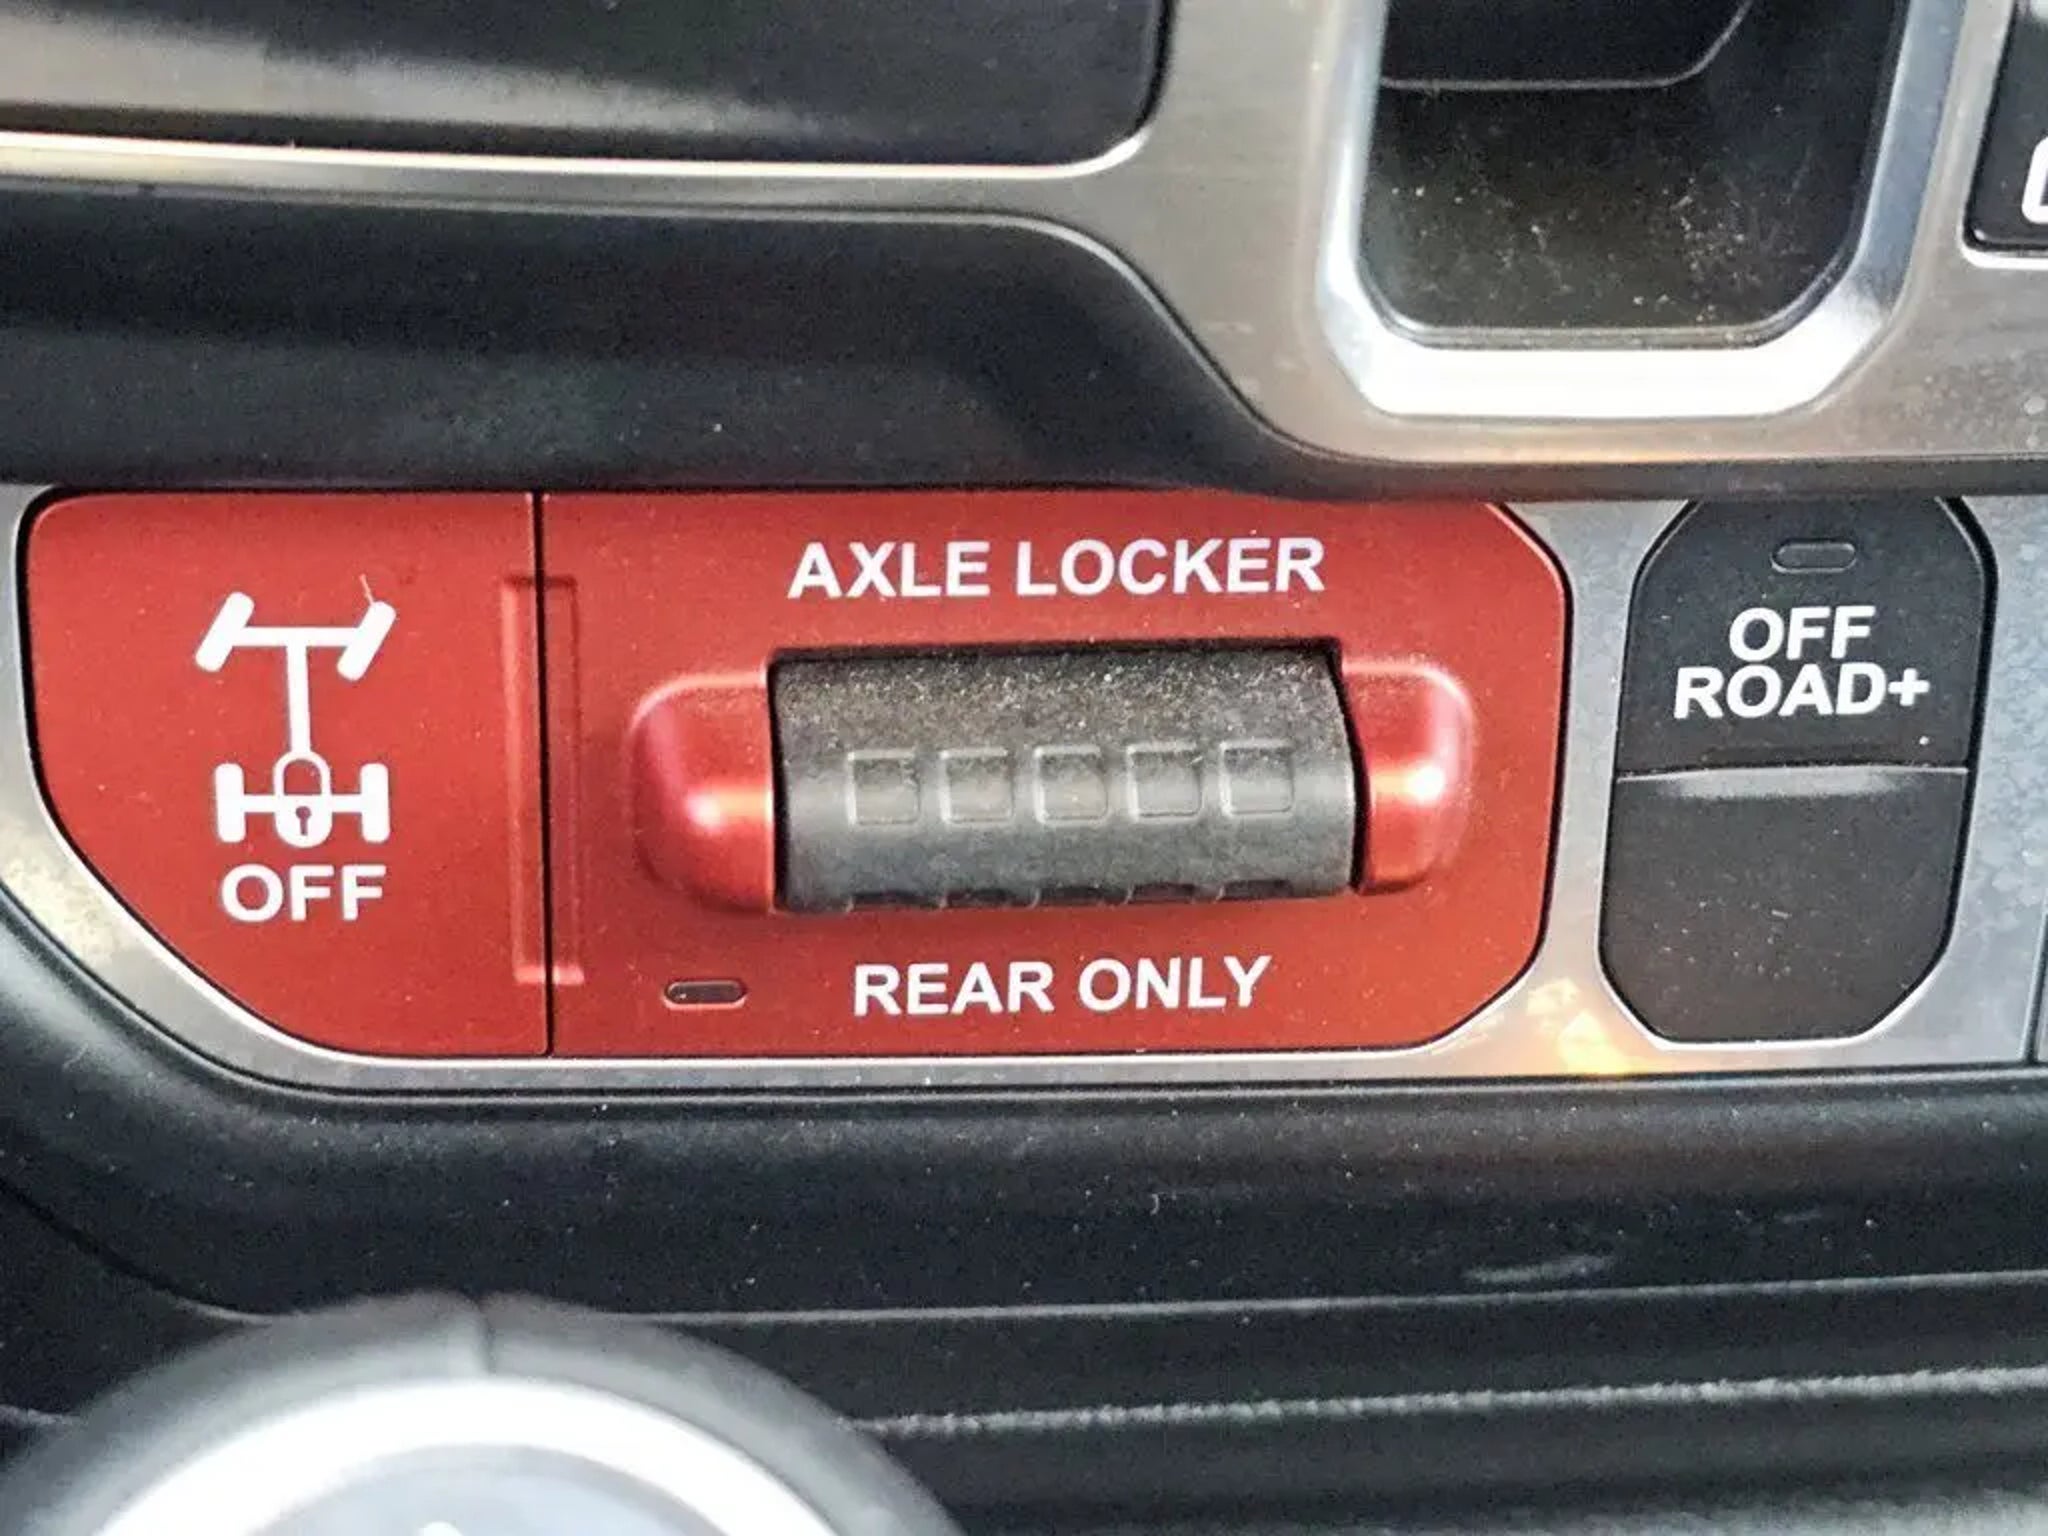 AXLE LOCKER
OFF
REAR ONLY
OFF
ROAD+